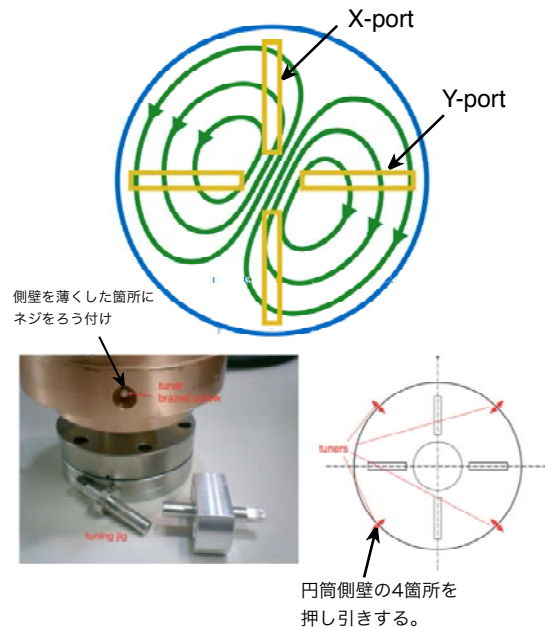 X-port
Y-port
側壁を薄くした箇所に
ネジをろう付け
tuner
brazed screw
tuners
tuning jig
円筒側壁の4箇所を
押し引きする。